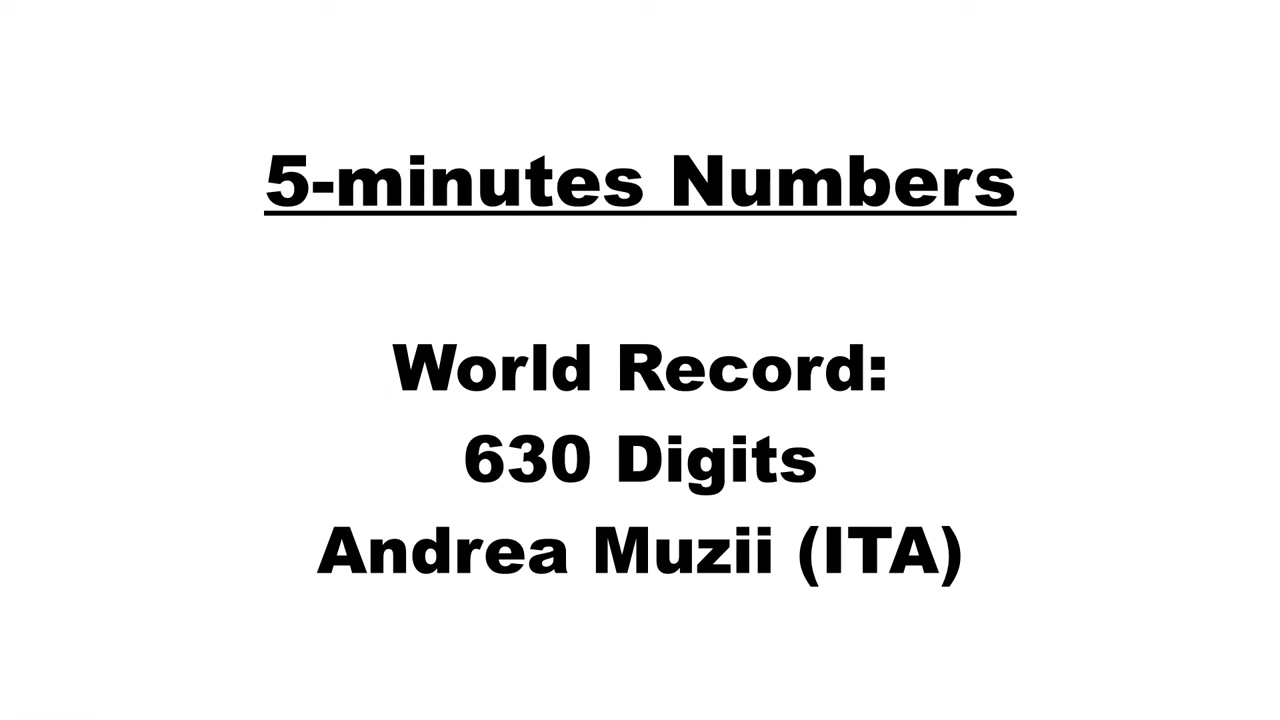 5-minutes Numbers
World Record:
630 Digits
Andrea Muzii (ITA)